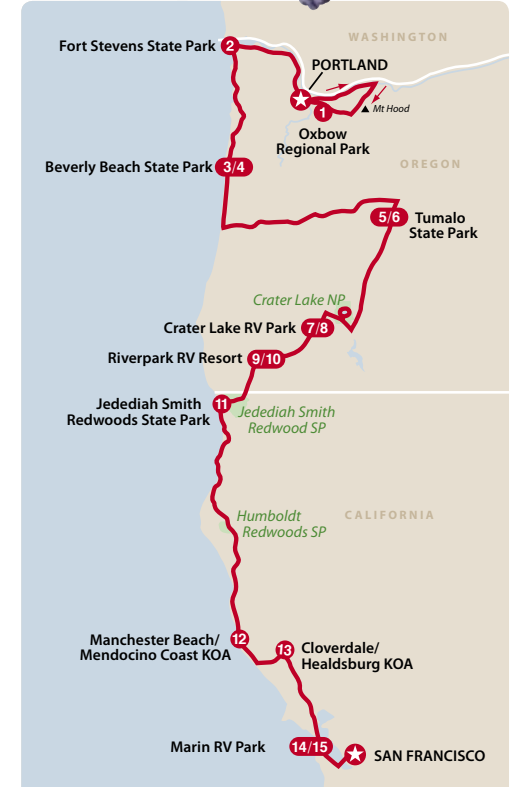 WASHINGTON
Fort Stevens State Park
2
PORTLAND
Mt Hood
1
Oxbow
Regional Park
OREGON
Beverly Beach State Park
3/4
5/6
Tumalo
State Park
Crater Lake NP
Crater Lake RV Park
7/8
Riverpark RV Resort
9/10
Jedediah Smith
Redwoods State Park
11
Jedediah Smith
Redwood SP
Humboldt
Redwoods SP
CALIFORNIA
Manchester Beach/
Mendocino Coast KOA
12
13
Cloverdale/
Healdsburg KOA
Marin RV Park
14/15
SAN FRANCISCO